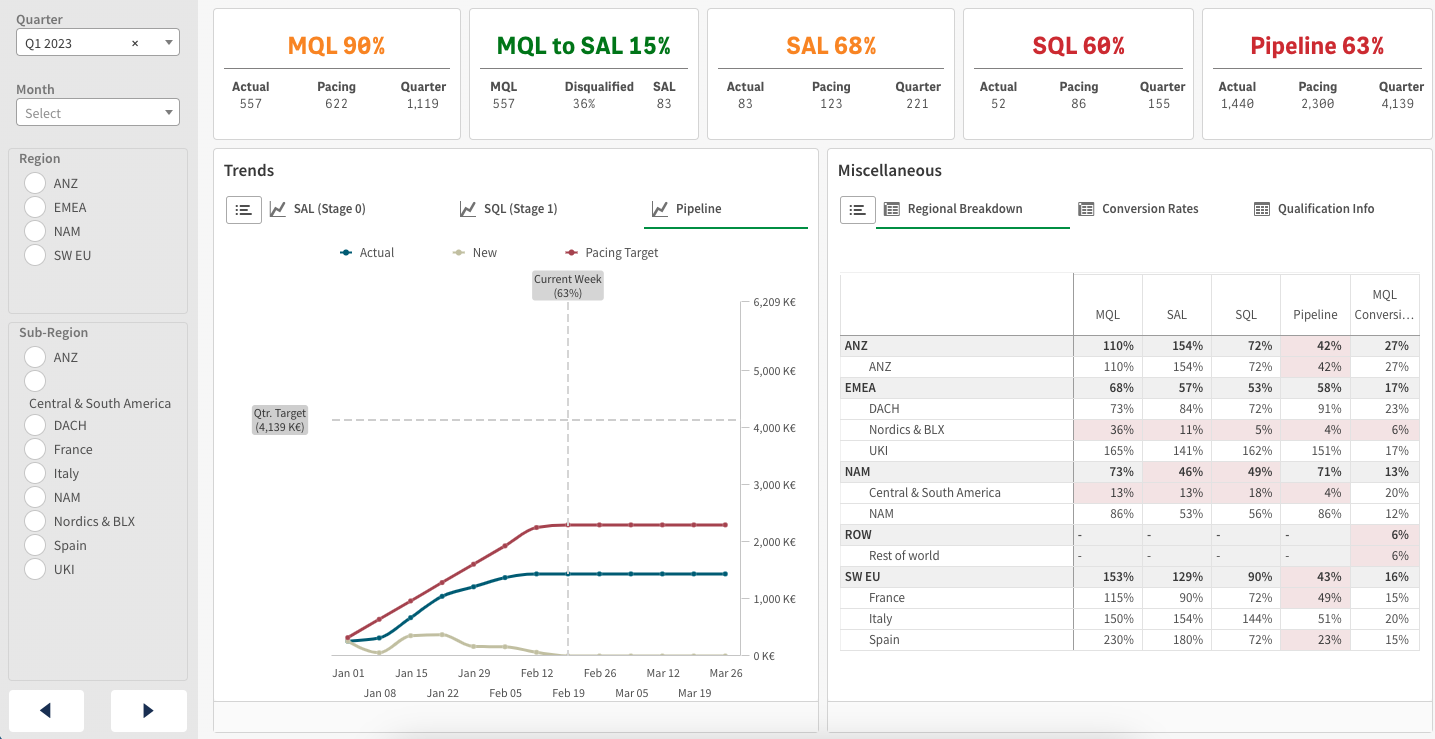 Quarter
Q1 2023 ×
Month
Select
Region
ANZ
EMEA
NAM
SW EU
Sub-Region
ANZ
Central & South America
DACH
France
Italy
NAM
Nordics & BLX
Spain
UKI
MQL 90%
Actual Pacing Quarter
557 622 1,119
MQL to SAL 15%
MQL Disqualified SAL
557 36% 83
SAL 68%
Actual Pacing Quarter
83 123 221
SQL 60%
Actual Pacing Quarter
52 86 155
Pipeline 63%
Actual Pacing Quarter
1,440 2,300 4,139
Trends
SAL (Stage 0) SQL (Stage 1) Pipeline
Actual New Pacing Target
Current Week
(63%)
Qtr. Target
(4,139 K€)
6,209 K€
5,000 K€
4,000 K€
3,000 K€
2,000 K€
1,000 K€
0 K€
Jan 01 Jan 15 Jan 29 Feb 12 Feb 26 Mar 12 Mar 26
Jan 08 Jan 22 Feb 05 Feb 19 Mar 05 Mar 19
Miscellaneous
Regional Breakdown Conversion Rates Qualification Info
MQL
MQL SAL SQL Pipeline Conversi...
ANZ 110% 154% 72% 42% 27%
ANZ 110% 154% 72% 42% 27%
EMEA 68% 57% 53% 58% 17%
DACH 73% 84% 72% 91% 23%
Nordics & BLX 36% 11% 5% 4% 6%
UKI 165% 141% 162% 151% 17%
NAM 73% 46% 49% 71% 13%
Central & South America 13% 13% 18% 4% 20%
NAM 86% 53% 56% 86% 12%
ROW - - - - 6%
Rest of world - - - - 6%
SW EU 153% 129% 90% 43% 16%
France 115% 90% 72% 49% 15%
Italy 150% 154% 144% 51% 20%
Spain 230% 180% 72% 23% 15%